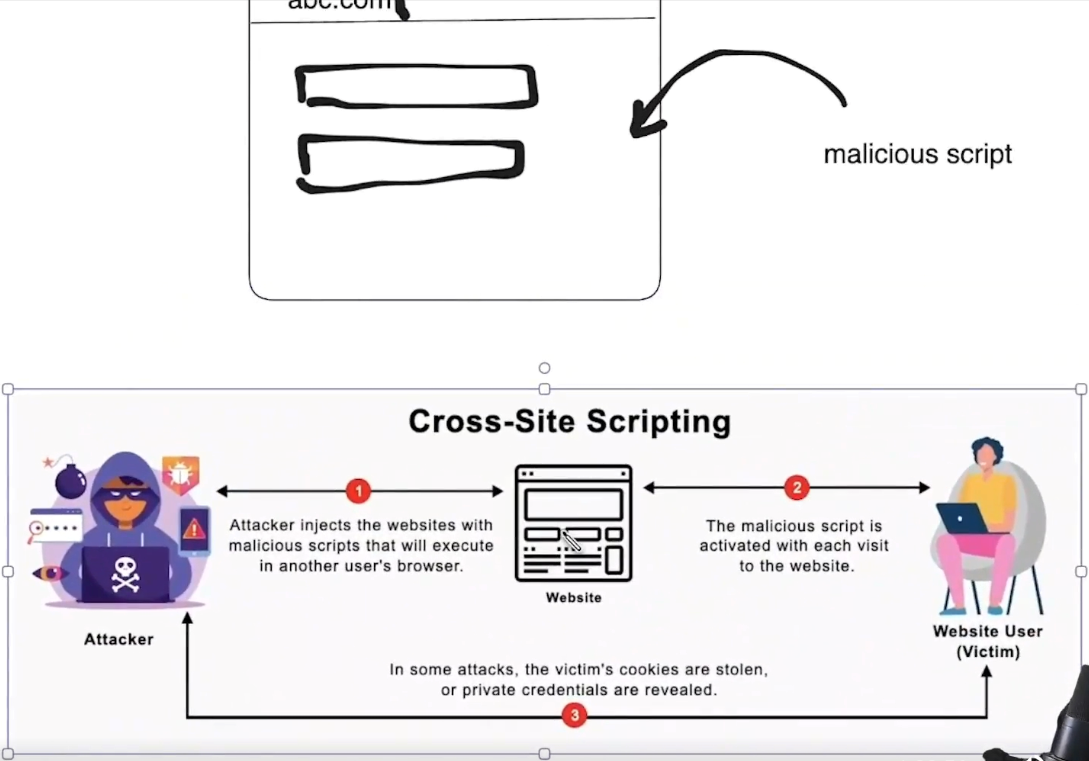 abc.com
malicious script
Cross-Site Scripting
1
2
Attacker injects the websites with
malicious scripts that will execute
in another user's browser.
The malicious script is
activated with each visit
to the website.
Website
Attacker
Website User
(Victim)
In some attacks, the victim's cookies are stolen,
or private credentials are revealed.
3